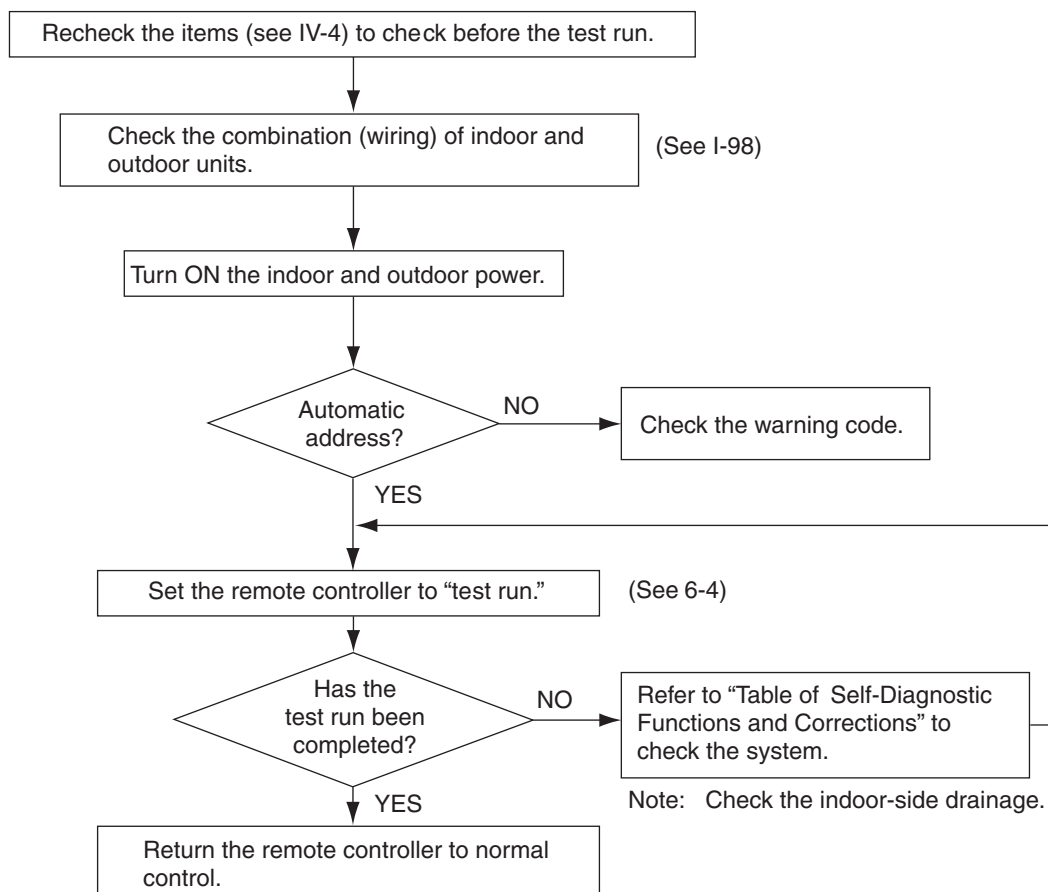 Recheck the items (see IV-4) to check before the test run.
Check the combination (wiring) of indoor and
outdoor units.
(See I-98)
Turn ON the indoor and outdoor power.
Automatic
address?
NO
Check the warning code.
YES
Set the remote controller to “test run.”
(See 6-4)
Has the
test run been
completed?
NO
Refer to “Table of Self-Diagnostic
Functions and Corrections” to
check the system.
Note: Check the indoor-side drainage.
YES
Return the remote controller to normal
control.